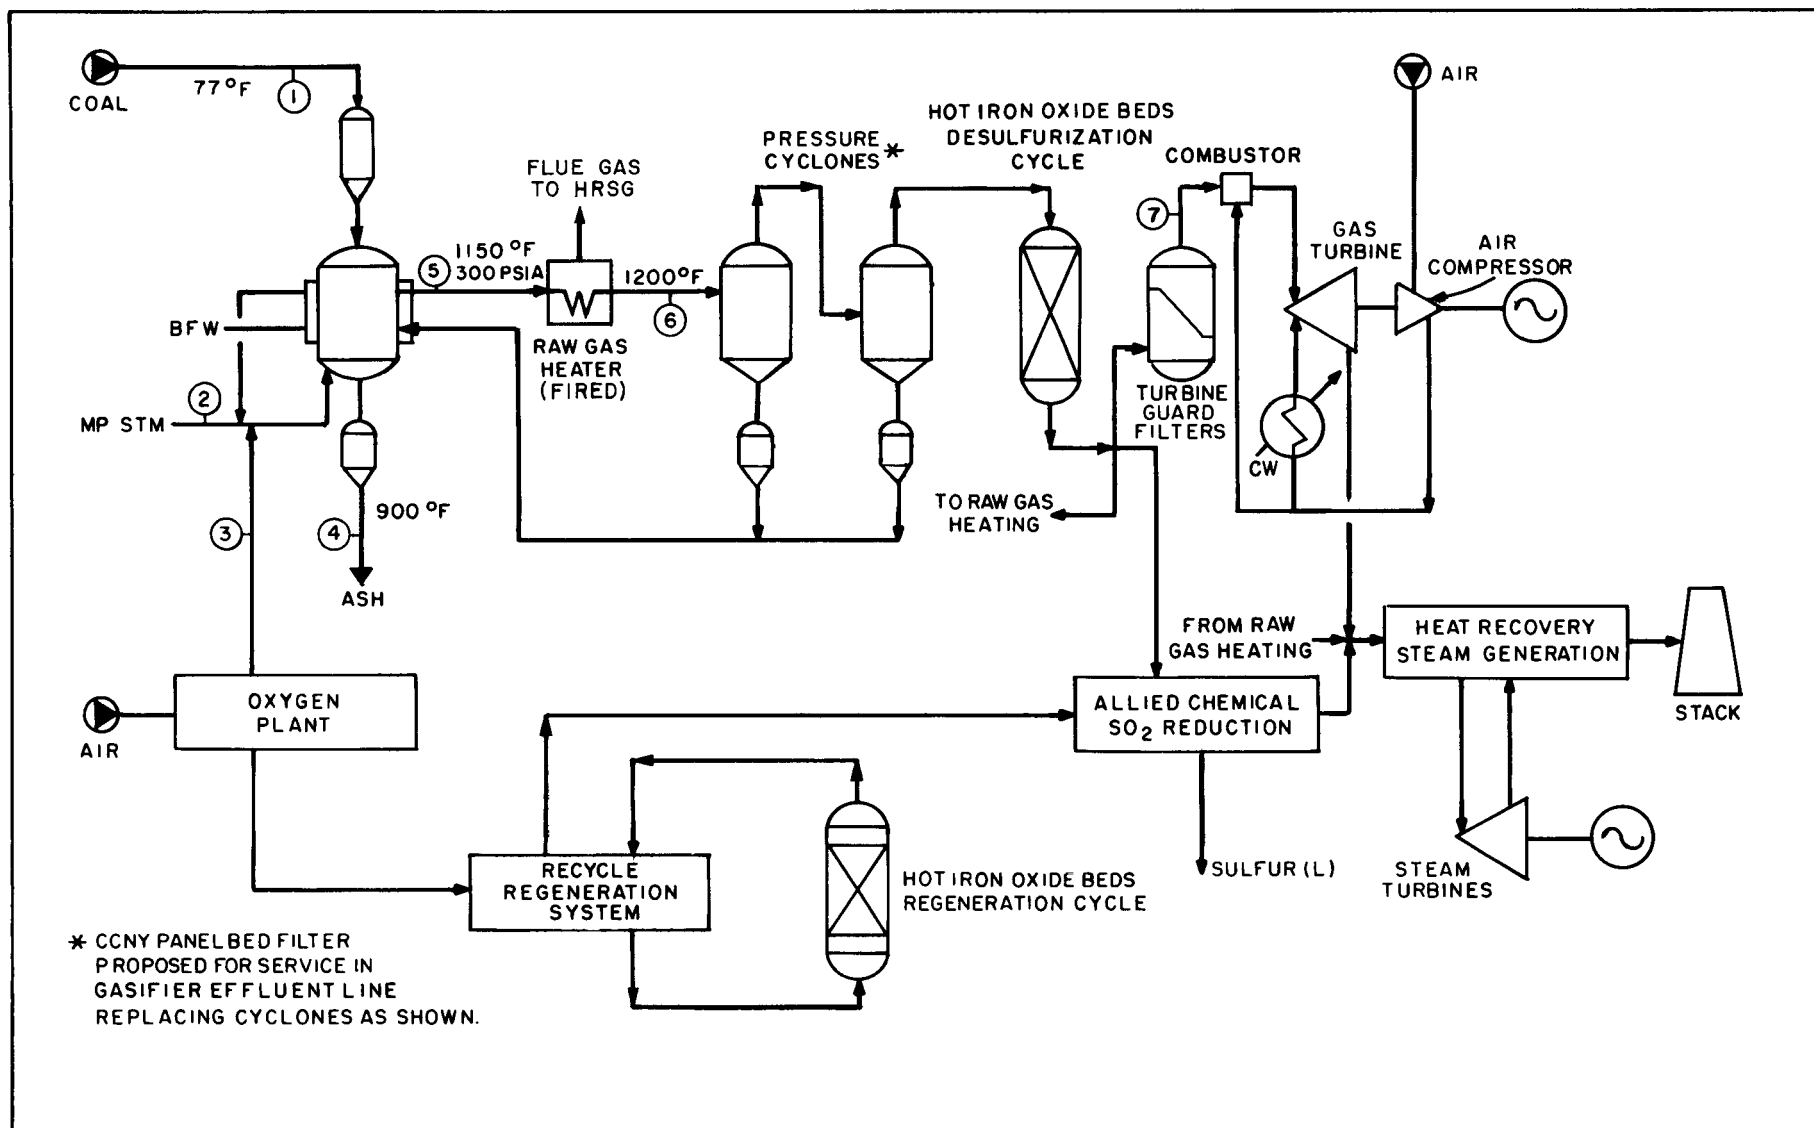 COAL
77°F
1
AIR
HOT IRON OXIDE BEDS
DESULFURIZATION
CYCLE
PRESSURE
CYCLONES *
COMBUSTOR
FLUE GAS
TO HRSG
7
GAS
TURBINE
AIR
COMPRESSOR
5
1150 °F
300 PSIA
1200°F
6
BFW
RAW GAS
HEATER
(FIRED)
2
MP STM
TURBINE
GUARD
FILTERS
CW
3
4
900 °F
TO RAW GAS
HEATING
ASH
FROM RAW
GAS HEATING
HEAT RECOVERY
STEAM GENERATION
STACK
OXYGEN
PLANT
AIR
ALLIED CHEMICAL
SO2 REDUCTION
SULFUR (L)
STEAM
TURBINES
RECYCLE
REGENERATION
SYSTEM
HOT IRON OXIDE BEDS
REGENERATION CYCLE
* CCNY PANEL BED FILTER
PROPOSED FOR SERVICE IN
GASIFIER EFFLUENT LINE
REPLACING CYCLONES AS SHOWN.